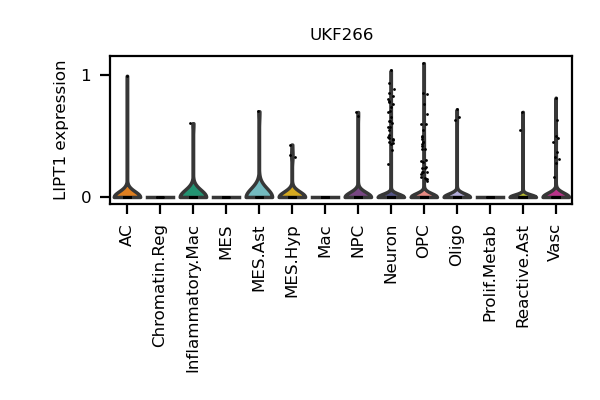 UKF266
LIPT1 expression
1
0
AC
Chromatin.Reg
Inflammatory.Mac
MES
MES.Ast
MES.Hyp
Mac
NPC
Neuron
OPC
Oligo
Prolif.Metab
Reactive.Ast
Vasc